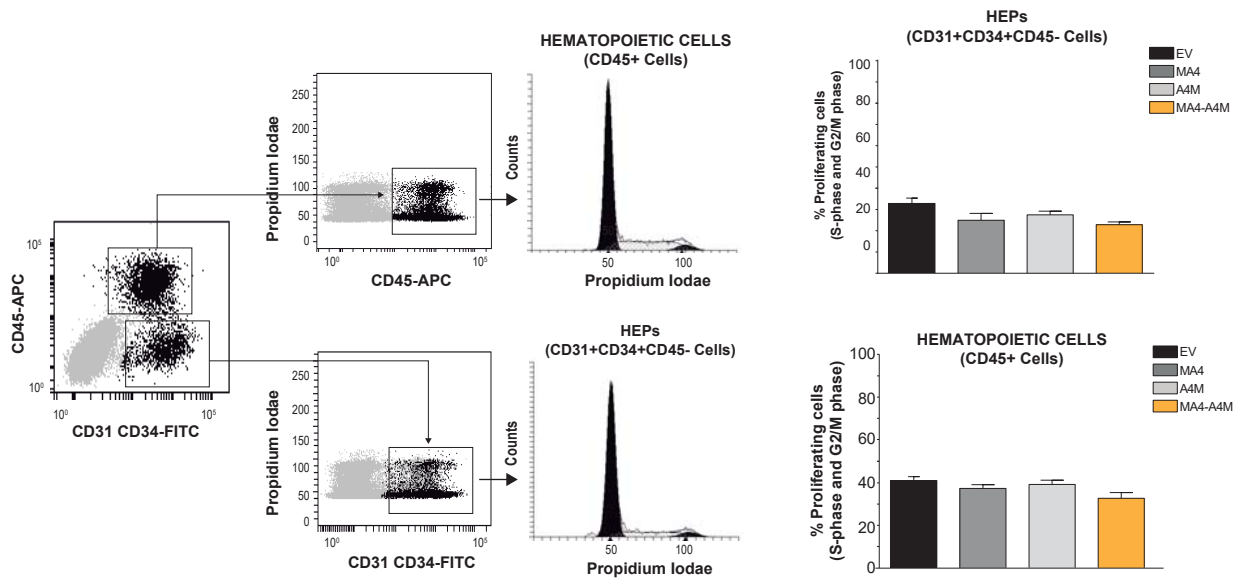 CD45-APC
10⁵
10⁰
10⁰
10⁵
CD31 CD34-FITC
Propidium Iodae
250
200
150
100
50
0
10⁰
10⁵
CD45-APC
HEMATOPOIETIC CELLS
(CD45+ Cells)
Counts
50
100
Propidium Iodae
Propidium Iodae
250
200
150
100
50
0
10⁰
10⁵
CD31 CD34-FITC
HEPs
(CD31+CD34+CD45- Cells)
Counts
50
100
Propidium Iodae
HEPs
(CD31+CD34+CD45- Cells)
% Proliferating cells
(S-phase and G2/M phase)
100
80
60
40
20
0
EV
MA4
A4M
MA4-A4M
HEMATOPOIETIC CELLS
(CD45+ Cells)
% Proliferating cells
(S-phase and G2/M phase)
100
80
60
40
20
0
EV
MA4
A4M
MA4-A4M